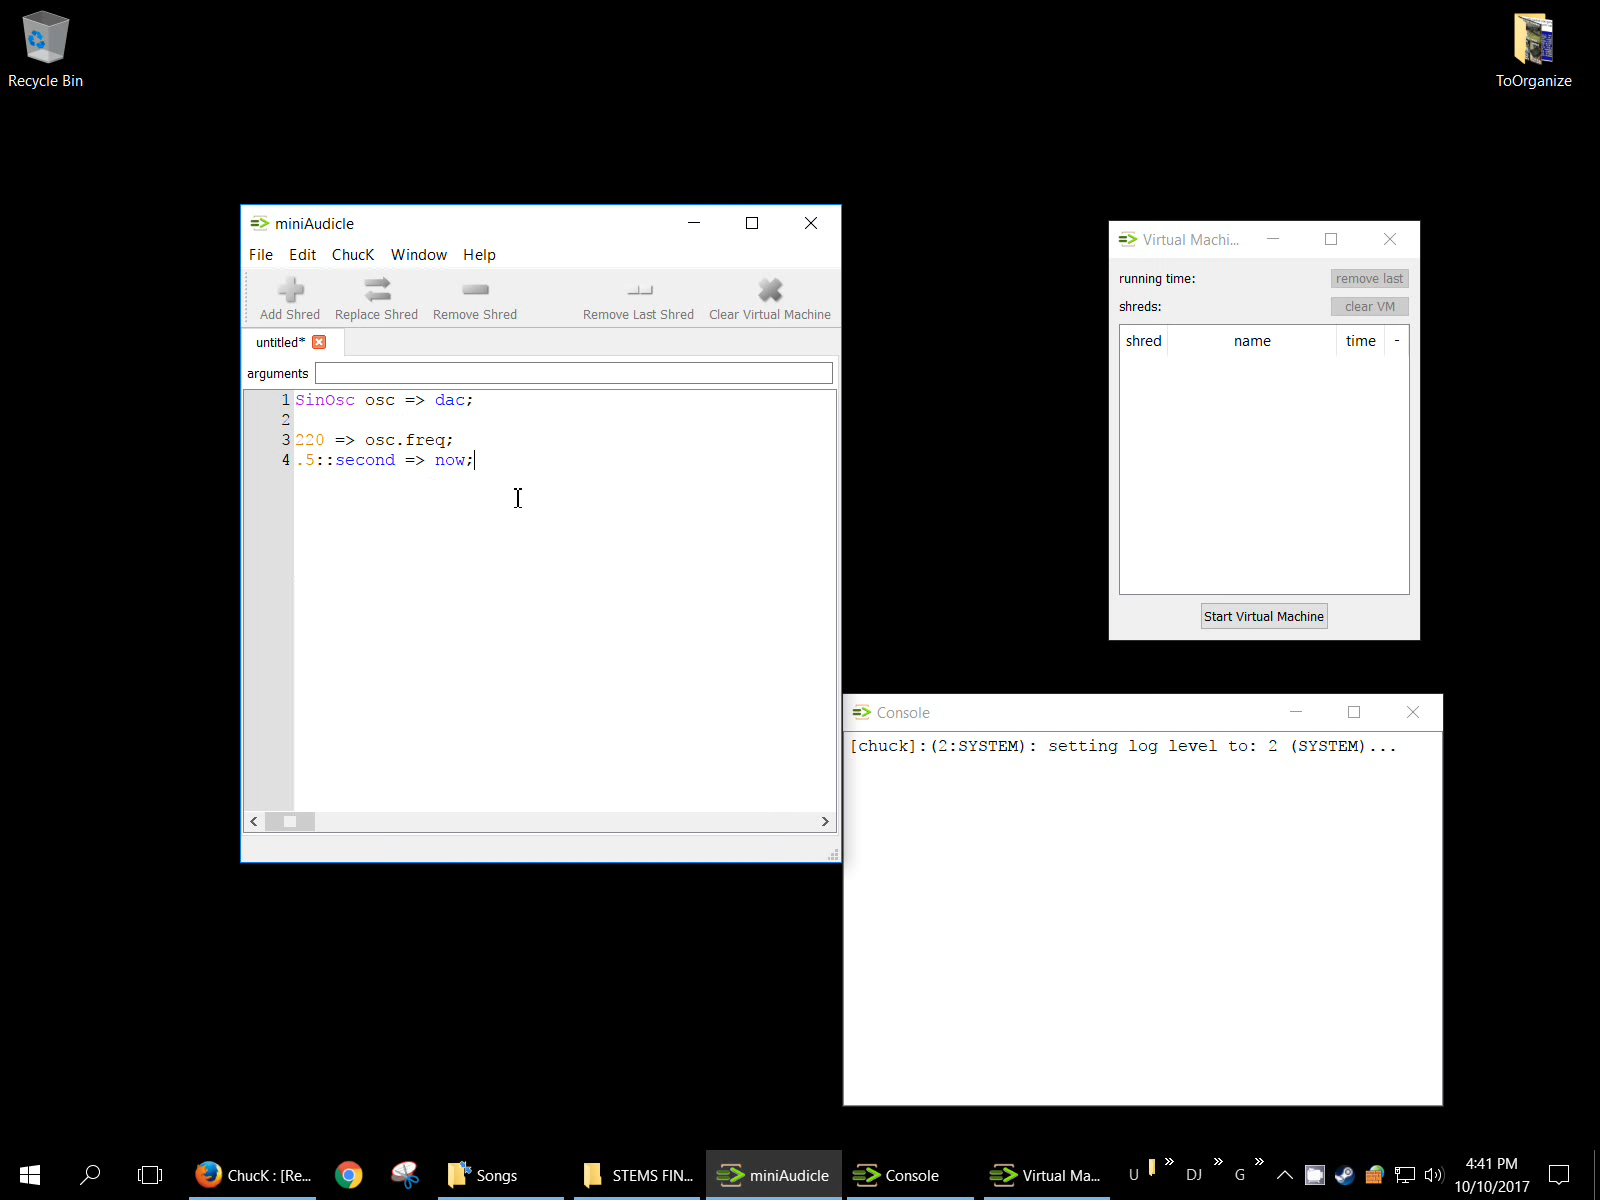 Recycle Bin
ToOrganize
miniAudicle
File Edit ChucK Window Help
Add Shred Replace Shred Remove Shred Remove Last Shred Clear Virtual Machine
untitled*
arguments
1 SinOsc osc => dac;
2
3 220 => osc.freq;
4 .5::second => now;
Virtual Machi...
running time:
remove last
shreds:
clear VM
shred name time -
Start Virtual Machine
Console
[chuck]:(2:SYSTEM): setting log level to: 2 (SYSTEM)...
ChucK : [Re...
Songs
STEMS FIN...
miniAudicle
Console
Virtual Ma...
U
DJ
G
4:41 PM
10/10/2017